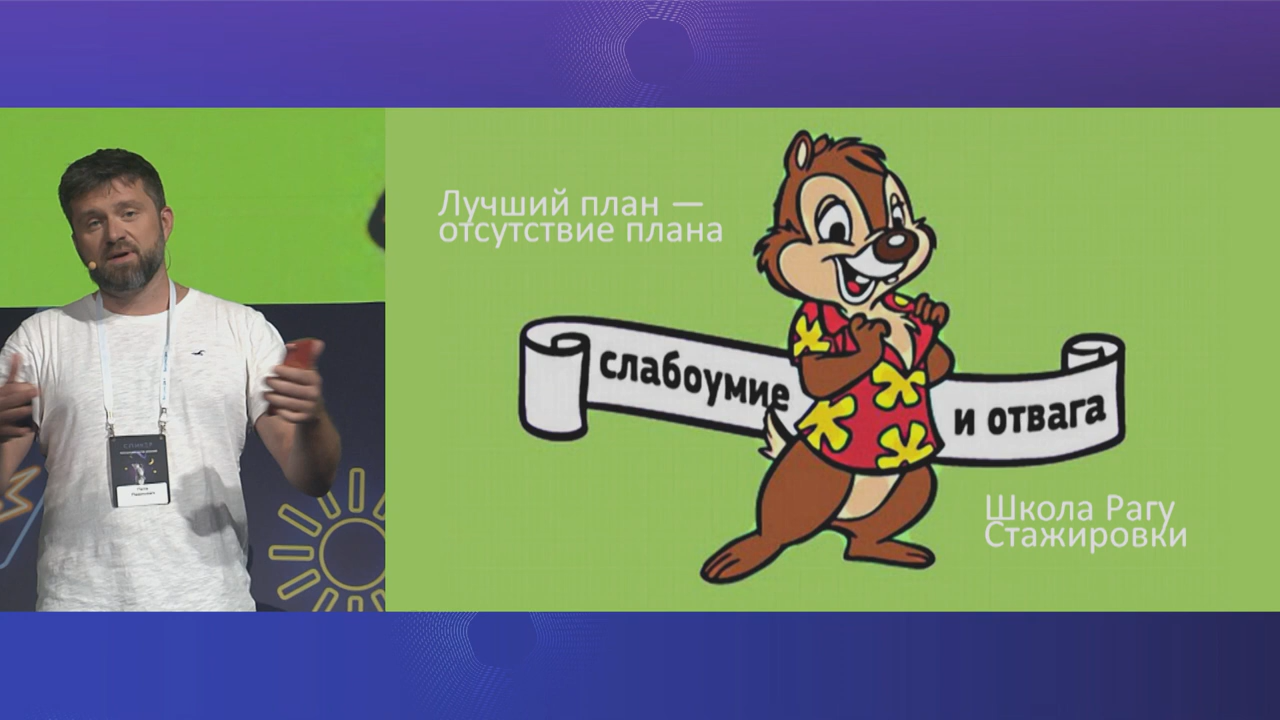 Лучший план —
отсутствие плана
слабоумие
и отвага
Школа Рагу
Стажировки